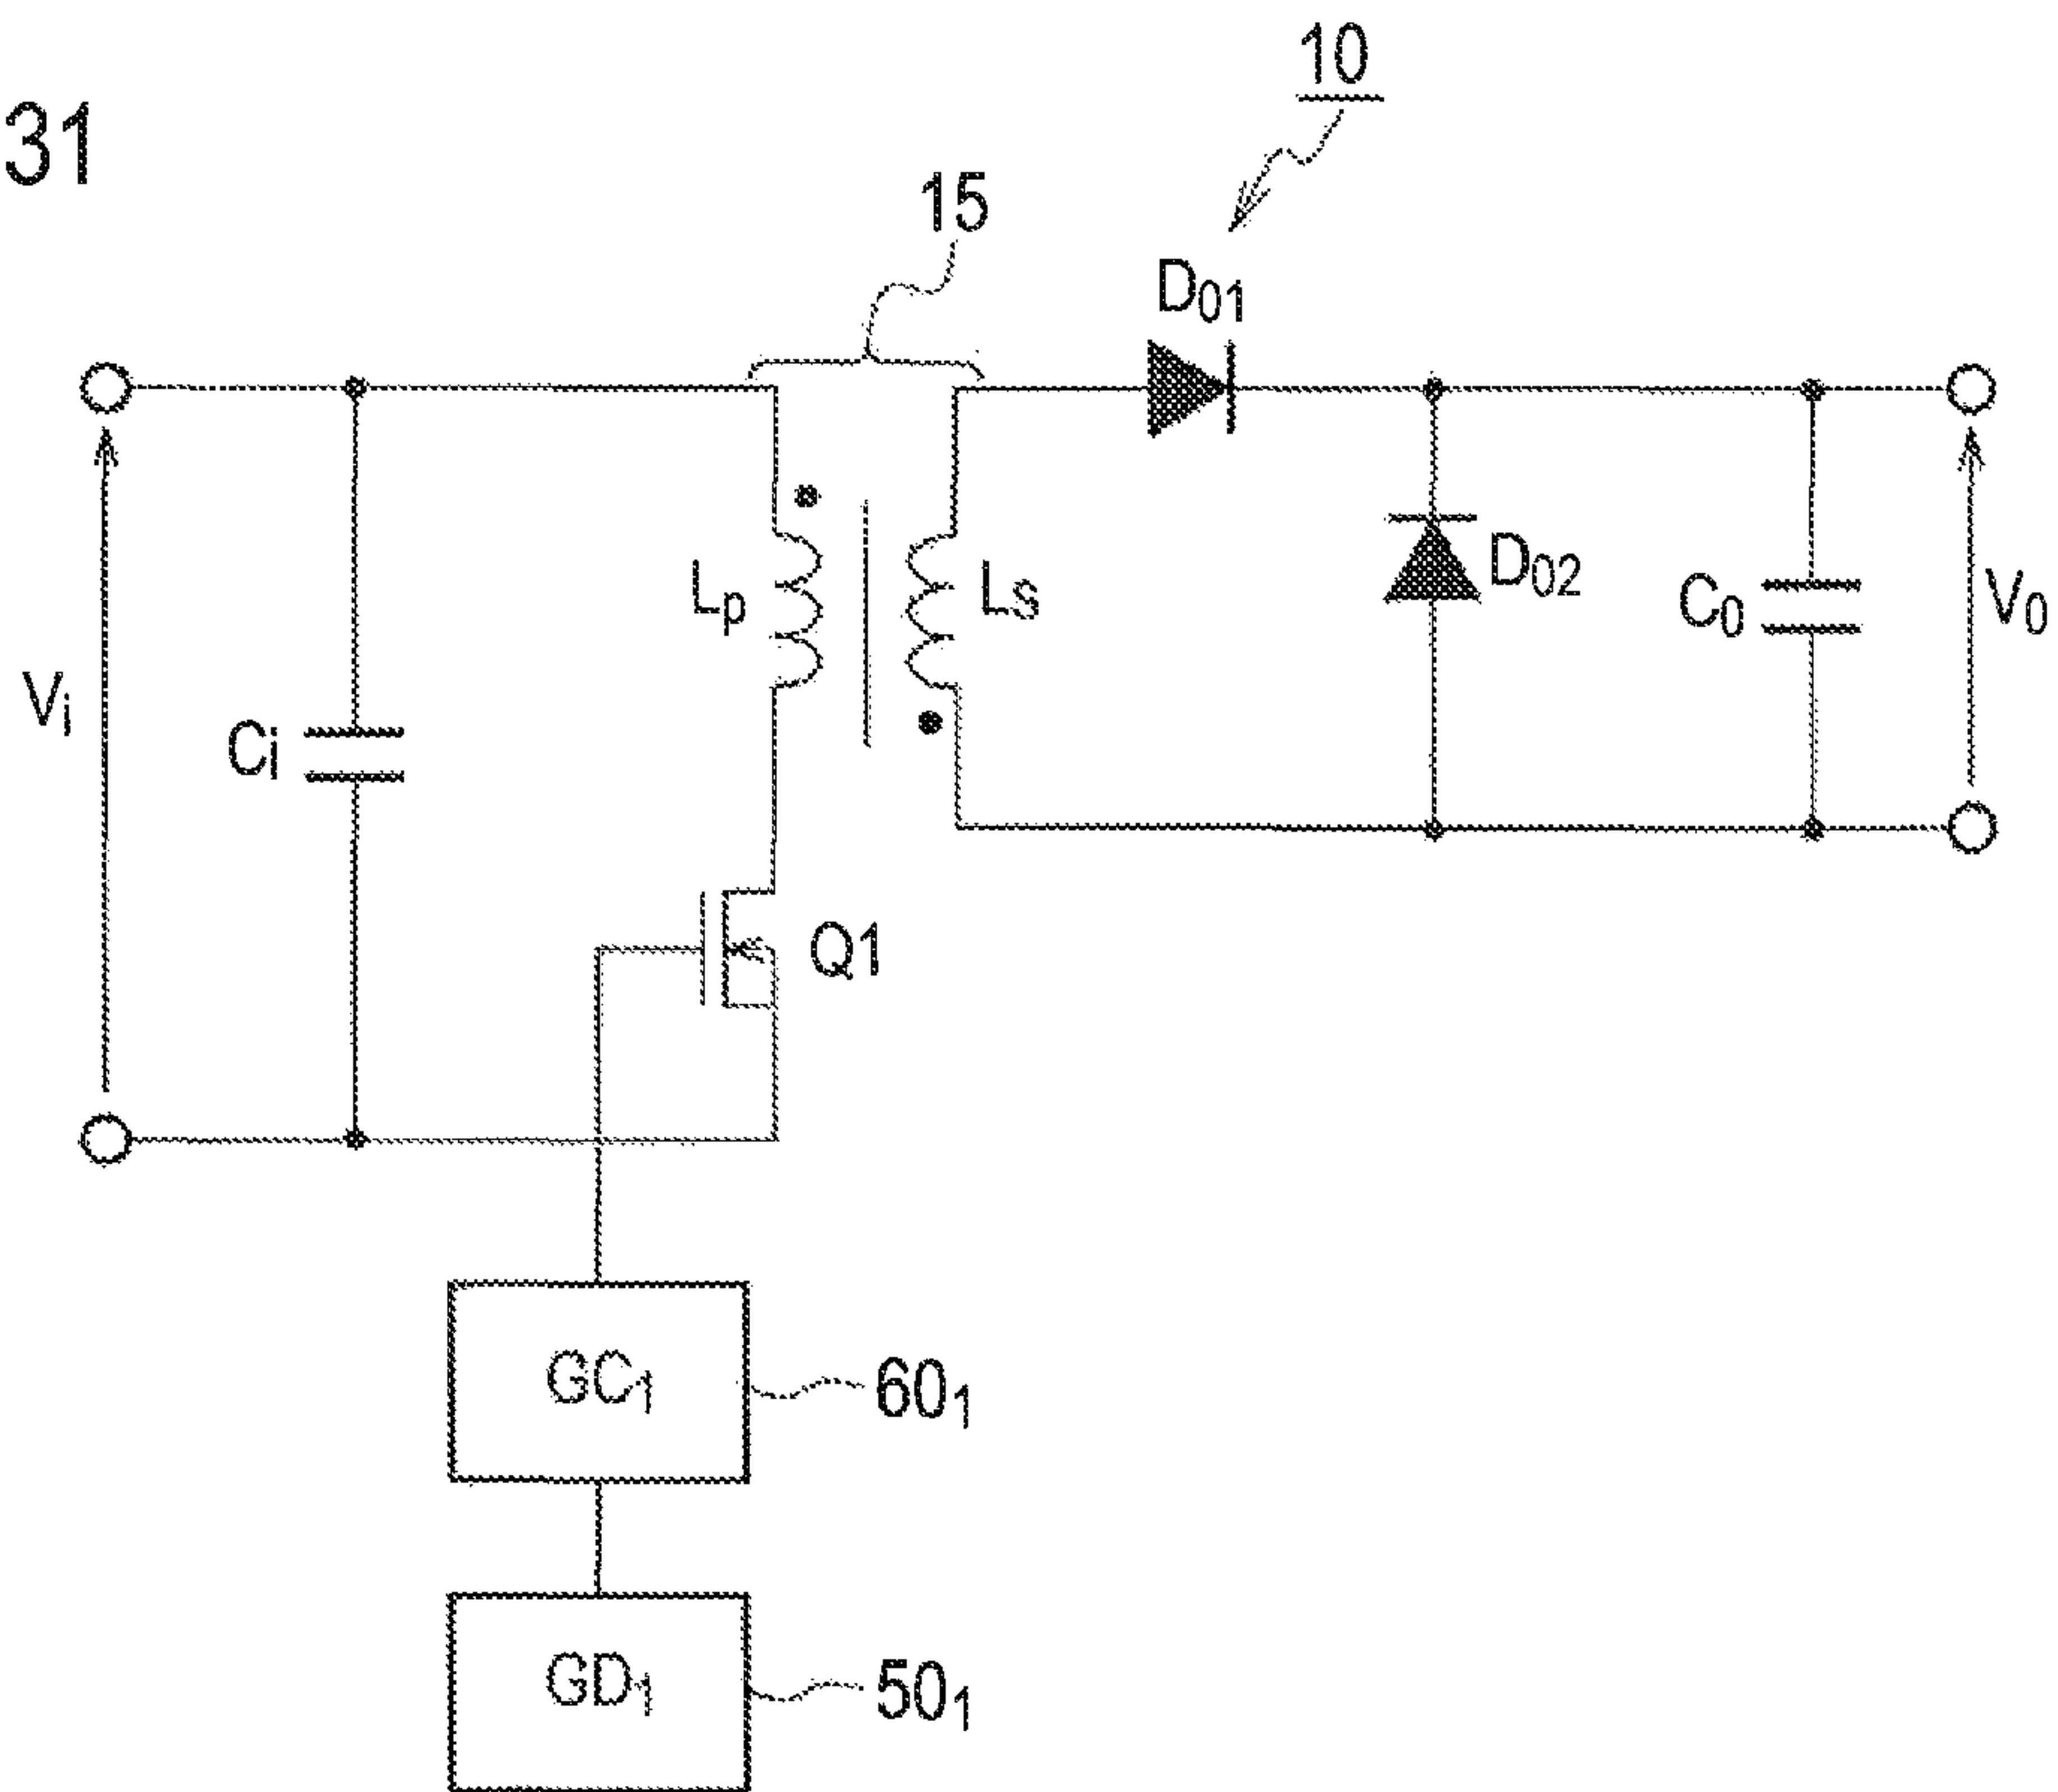 31
10
15
D₀₁
Lp
Ls
D₀₂
C₀
V₀
Vi
Ci
Q1
GC₁
60₁
GD₁
50₁